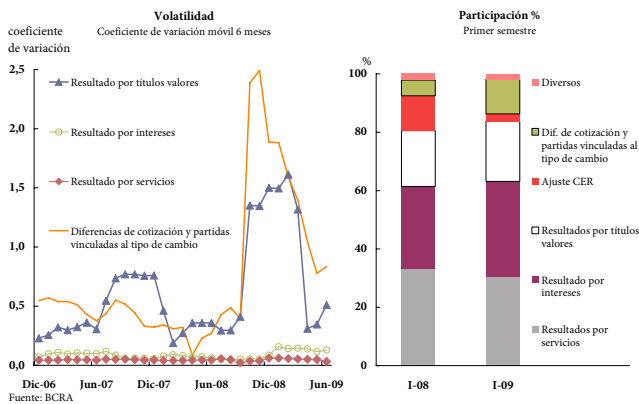 Volatilidad
Coeficiente de variación móvil 6 meses
coeficiente
de variación
2,5
2,0
1,5
1,0
0,5
0,0
Resultado por títulos valores
Resultado por intereses
Resultado por servicios
Diferencias de cotización y partidas
vinculadas al tipo de cambio
Dic-06
Jun-07
Dic-07
Jun-08
Dic-08
Jun-09
Fuente: BCRA
Participación %
Primer semestre
%
100
80
60
40
20
0
I-08
I-09
Diversos
Dif. de cotización y
partidas vinculadas al
tipo de cambio
Ajuste CER
Resultados por títulos
valores
Resultado por
intereses
Resultados por
servicios